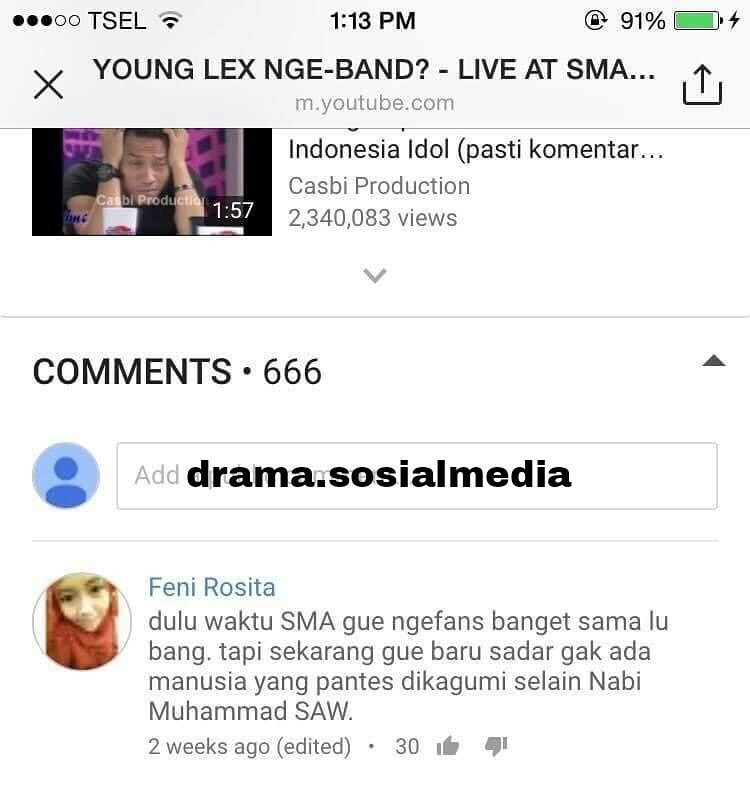 TSEL 1:13 PM 91%
YOUNG LEX NGE-BAND? - LIVE AT SMA...
m.youtube.com
Indonesia Idol (pasti komentar...
Casbi Production
2,340,083 views
Casbi Production
1:57
COMMENTS • 666
Add
drama.sosialmedia
Feni Rosita
dulu waktu SMA gue ngefans banget sama lu
bang. tapi sekarang gue baru sadar gak ada
manusia yang pantes dikagumi selain Nabi
Muhammad SAW.
2 weeks ago (edited) • 30